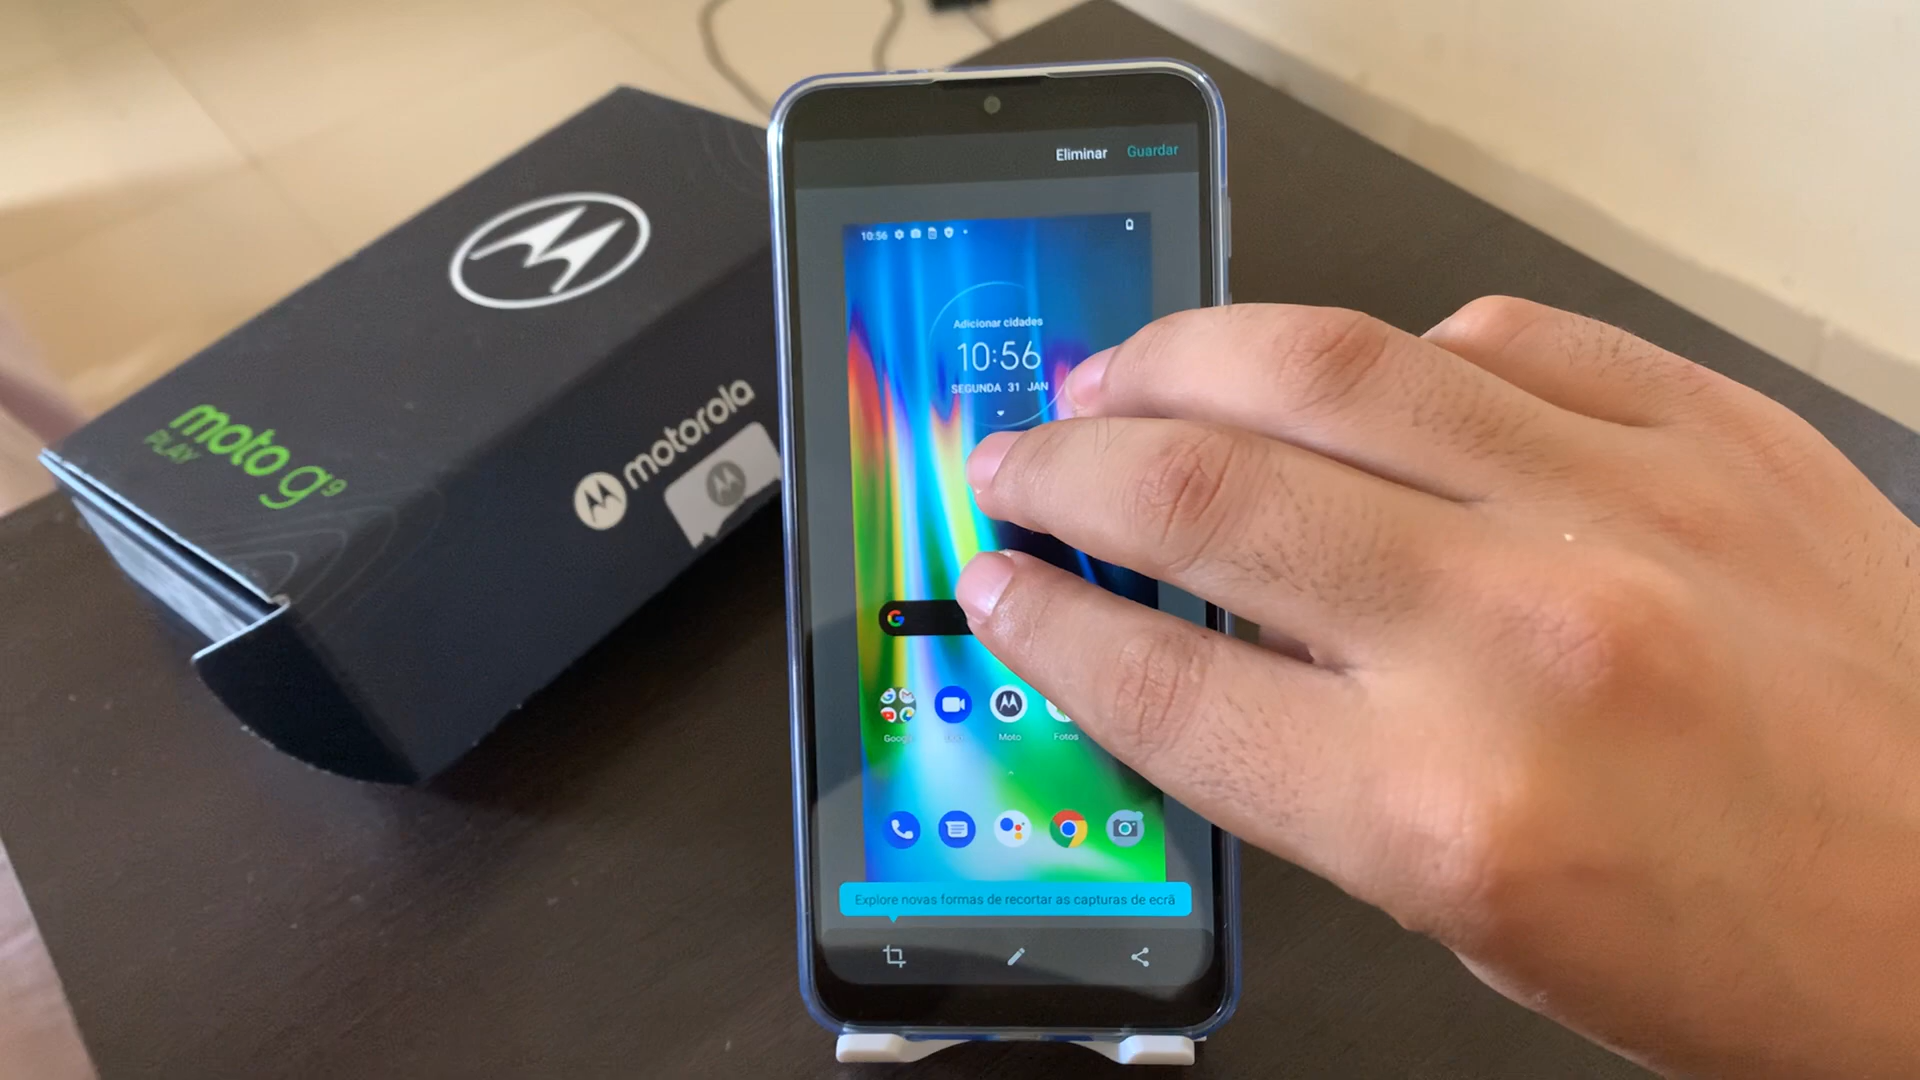 Eliminar Guardar
10:56
Adicionar cidades
10:56
SEGUNDA 31 JAN
moto g9
PLAY
motorola
G
Moto Fotos
Explore novas formas de recortar as capturas de ecrã